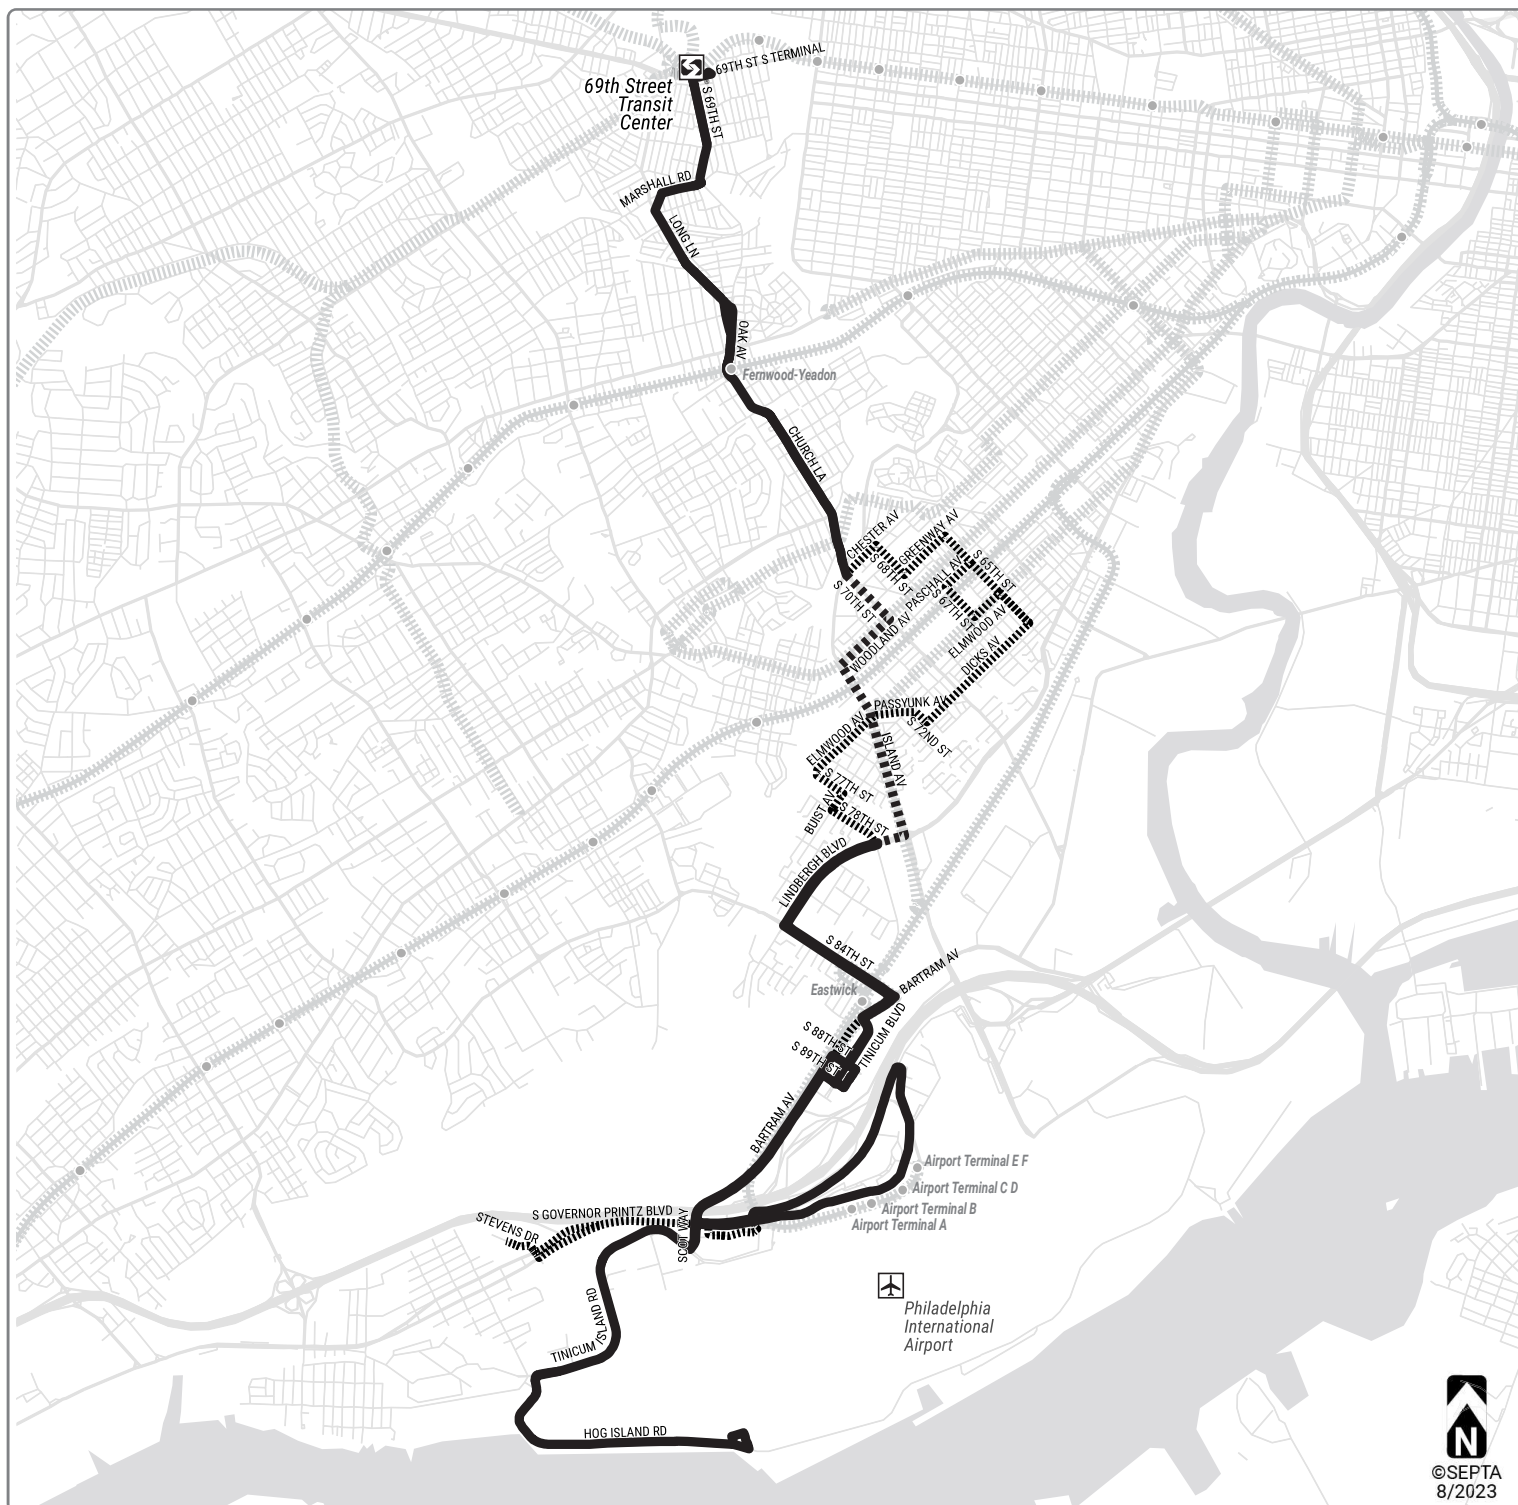 69TH ST S TERMINAL
69th Street
Transit
Center
S 69TH ST
MARSHALL RD
LONG LN
OAK AV
Fernwood-Yeadon
CHURCH LA
CHESTER AV
GREENWAY AV
S 68TH ST
S 65TH ST
PASCHALL AV
S 67TH ST
S 70TH ST
WOODLAND AV
ELMWOOD AV
DICKS AV
PASSYUNK AV
S 72ND ST
ELMWOOD AV
ISLAND AV
S 77TH ST
BUIST AV
S 78TH ST
LINDBERGH BLVD
S 84TH ST
BARTRAM AV
Eastwick
TINICUM BLVD
S 88TH ST
S 89TH ST
BARTRAM AV
Airport Terminal E F
Airport Terminal C D
Airport Terminal B
Airport Terminal A
S GOVERNOR PRINTZ BLVD
STEVENS DR
SCOT WAY
Philadelphia
International
Airport
TINICUM ISLAND RD
HOG ISLAND RD
N
©SEPTA
8/2023